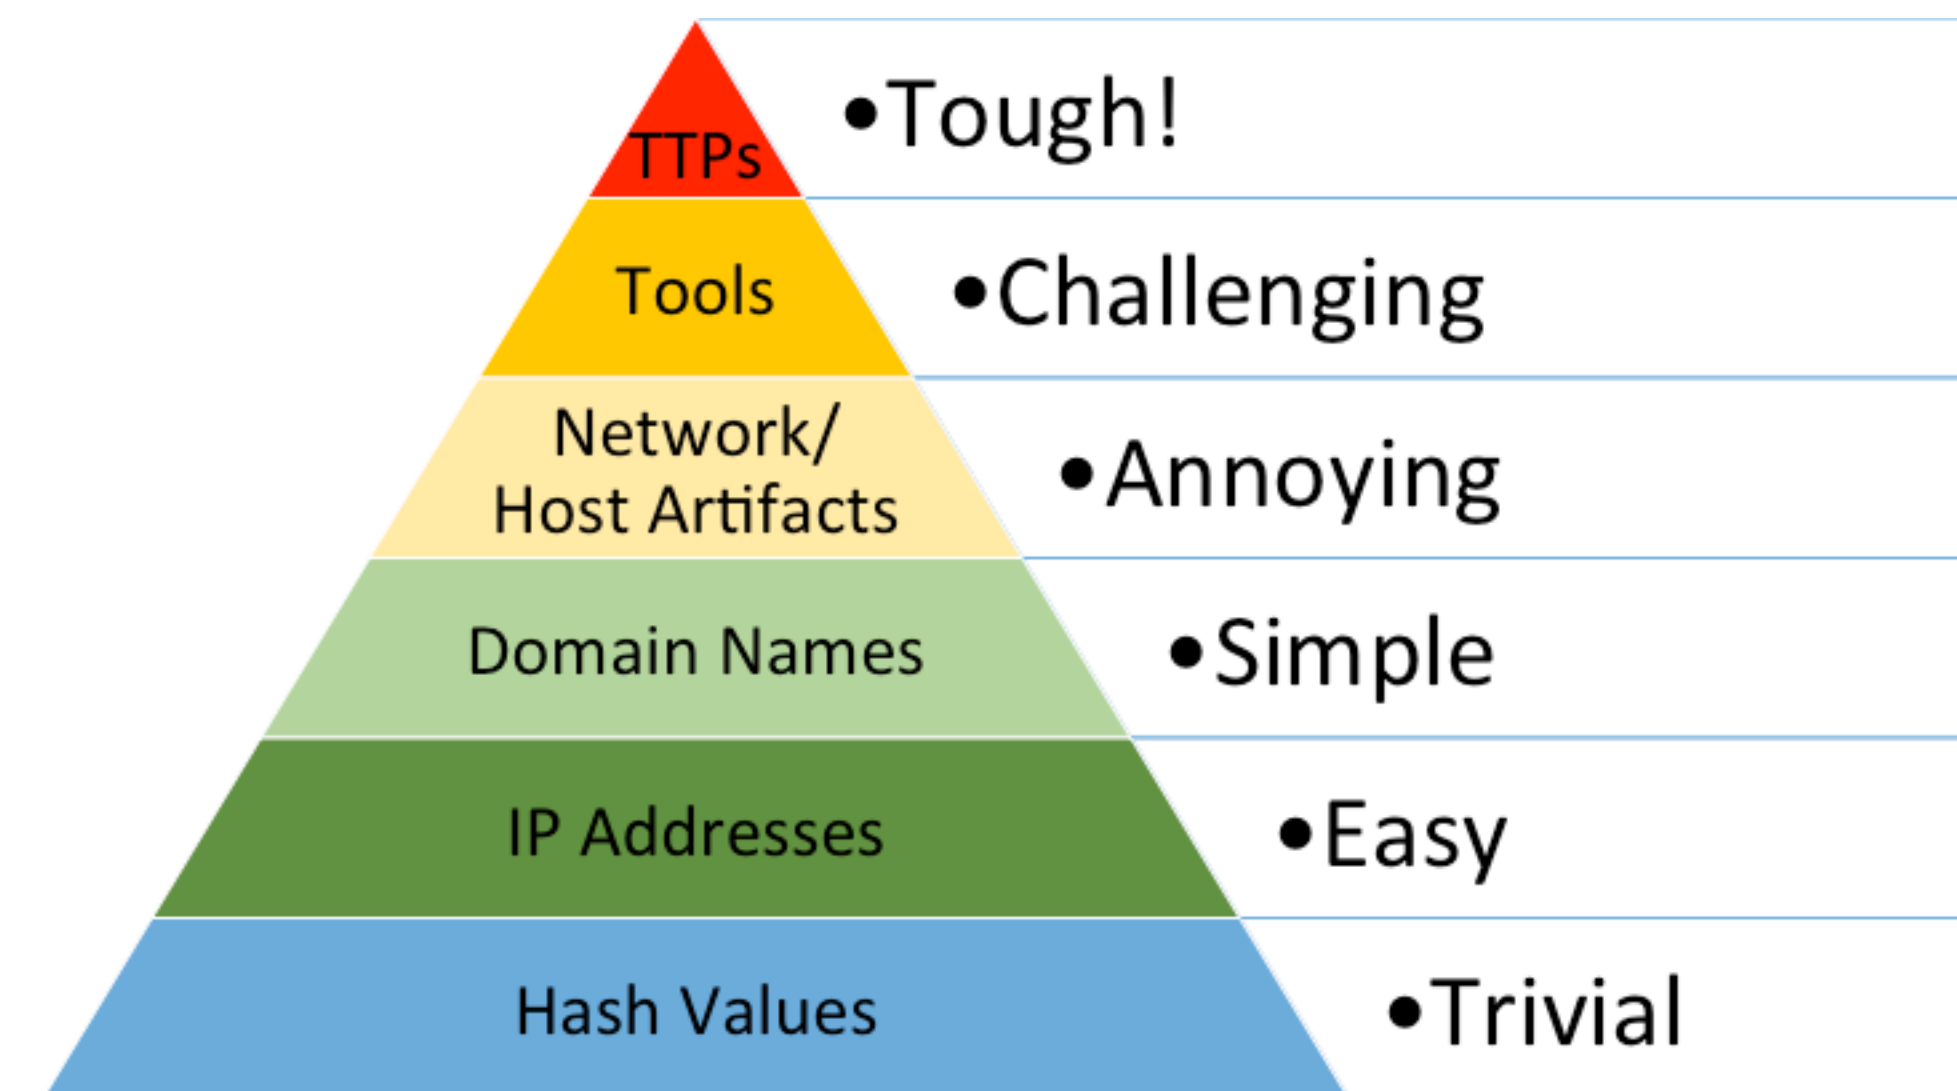 TTPs
•Tough!
Tools
•Challenging
Network/
Host Artifacts
•Annoying
Domain Names
•Simple
IP Addresses
•Easy
Hash Values
•Trivial